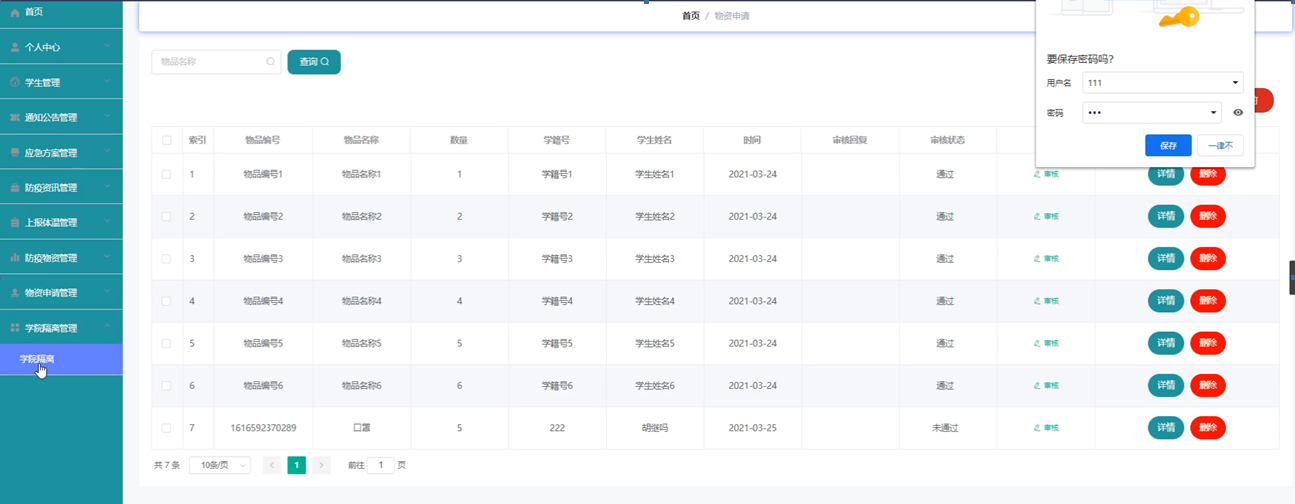 首页
个人中心
学生管理
通知公告管理
应急方案管理
防疫资讯管理
上报体温管理
防疫物资管理
物资申请管理
学院隔离管理
学院隔离
首页 / 物资申请
物品名称 查询
要保存密码吗?
用户名 111
密码 •••
保存 一律不
索引 物品编号 物品名称 数量 学籍号 学生姓名 时间 审核回复 审核状态
1 物品编号1 物品名称1 1 学籍号1 学生姓名1 2021-03-24 通过 审核 详情 删除
2 物品编号2 物品名称2 2 学籍号2 学生姓名2 2021-03-24 通过 审核 详情 删除
3 物品编号3 物品名称3 3 学籍号3 学生姓名3 2021-03-24 通过 审核 详情 删除
4 物品编号4 物品名称4 4 学籍号4 学生姓名4 2021-03-24 通过 审核 详情 删除
5 物品编号5 物品名称5 5 学籍号5 学生姓名5 2021-03-24 通过 审核 详情 删除
6 物品编号6 物品名称6 6 学籍号6 学生姓名6 2021-03-24 通过 审核 详情 删除
7 1616592370289 口罩 5 222 胡继吗 2021-03-25 未通过 审核 详情 删除
共 7 条 10条/页 1 前往 1 页